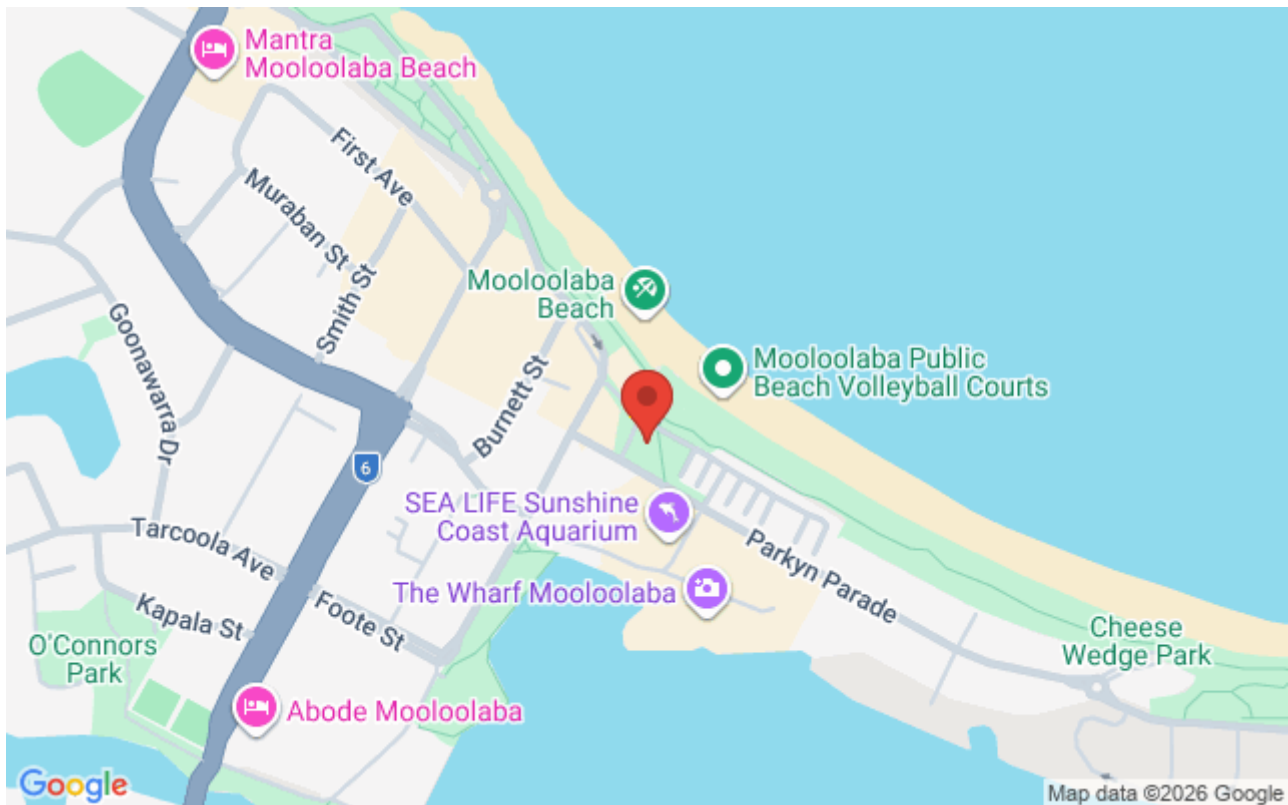 Mantra
Mooloolaba Beach
First Ave
Muraban St
Smith St
Mooloolaba
Beach
Goonawarra Dr
Burnett St
Mooloolaba Public
Beach Volleyball Courts
6
SEA LIFE Sunshine
Coast Aquarium
Tarcoola Ave
Parkyn Parade
The Wharf Mooloolaba
Kapala St
Foote St
O'Connors
Park
Cheese
Wedge Park
Abode Mooloolaba
Google
Map data ©2026 Google